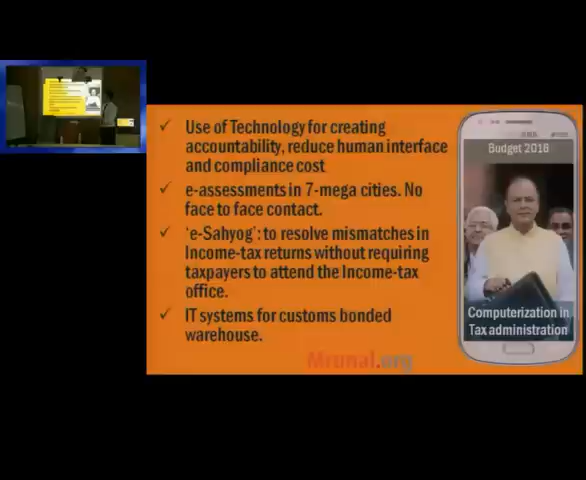 ✓ Use of Technology for creating
accountability, reduce human interface
and compliance cost
✓ e-assessments in 7-mega cities. No
face to face contact.
✓ 'e-Sahyog': to resolve mismatches in
Income-tax returns without requiring
taxpayers to attend the Income-tax
office.
✓ IT systems for customs bonded
warehouse.
Mrunal.org
Budget 2016
Computerization in
Tax administration